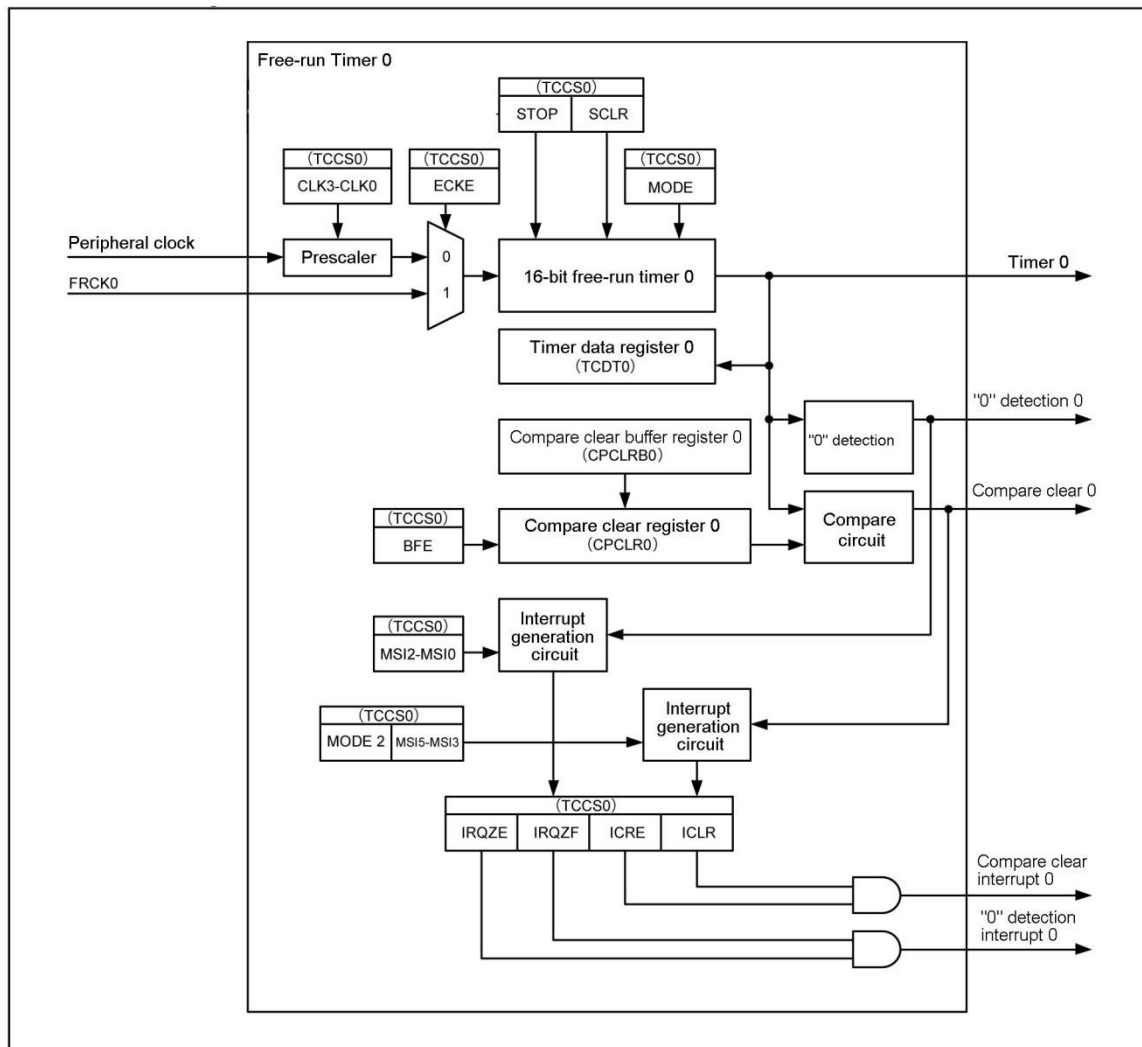 Free-run Timer 0
(TCCS0)
STOP
SCLR
(TCCS0)
CLK3-CLK0
(TCCS0)
ECKE
(TCCS0)
MODE
Peripheral clock
Prescaler
0
1
16-bit free-run timer 0
Timer 0
FRCK0
Timer data register 0
(TCDT0)
"0" detection 0
"0" detection
Compare clear buffer register 0
(CPCLRB0)
Compare clear 0
(TCCS0)
BFE
Compare clear register 0
(CPCLR0)
Compare
circuit
(TCCS0)
MSI2-MSI0
Interrupt
generation
circuit
(TCCS0)
MODE 2
MSI5-MSI3
Interrupt
generation
circuit
(TCCS0)
IRQZE
IRQZF
ICRE
ICLR
Compare clear
interrupt 0
"0" detection
interrupt 0